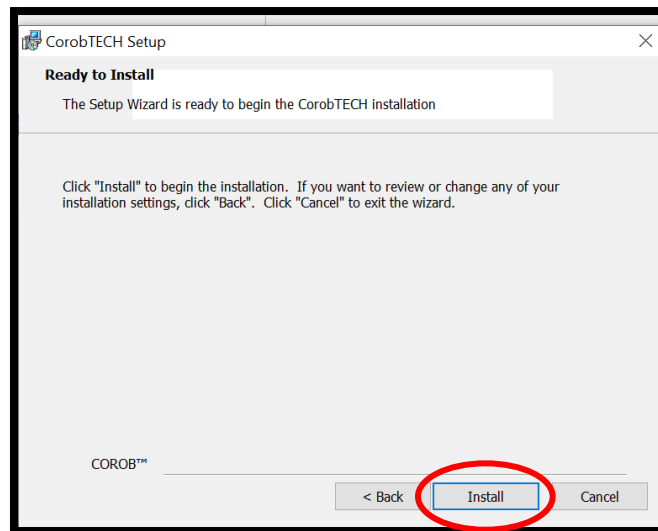 CorobTECH Setup
Ready to Install
The Setup Wizard is ready to begin the CorobTECH installation
Click "Install" to begin the installation. If you want to review or change any of your
installation settings, click "Back". Click "Cancel" to exit the wizard.
COROB™
< Back Install Cancel